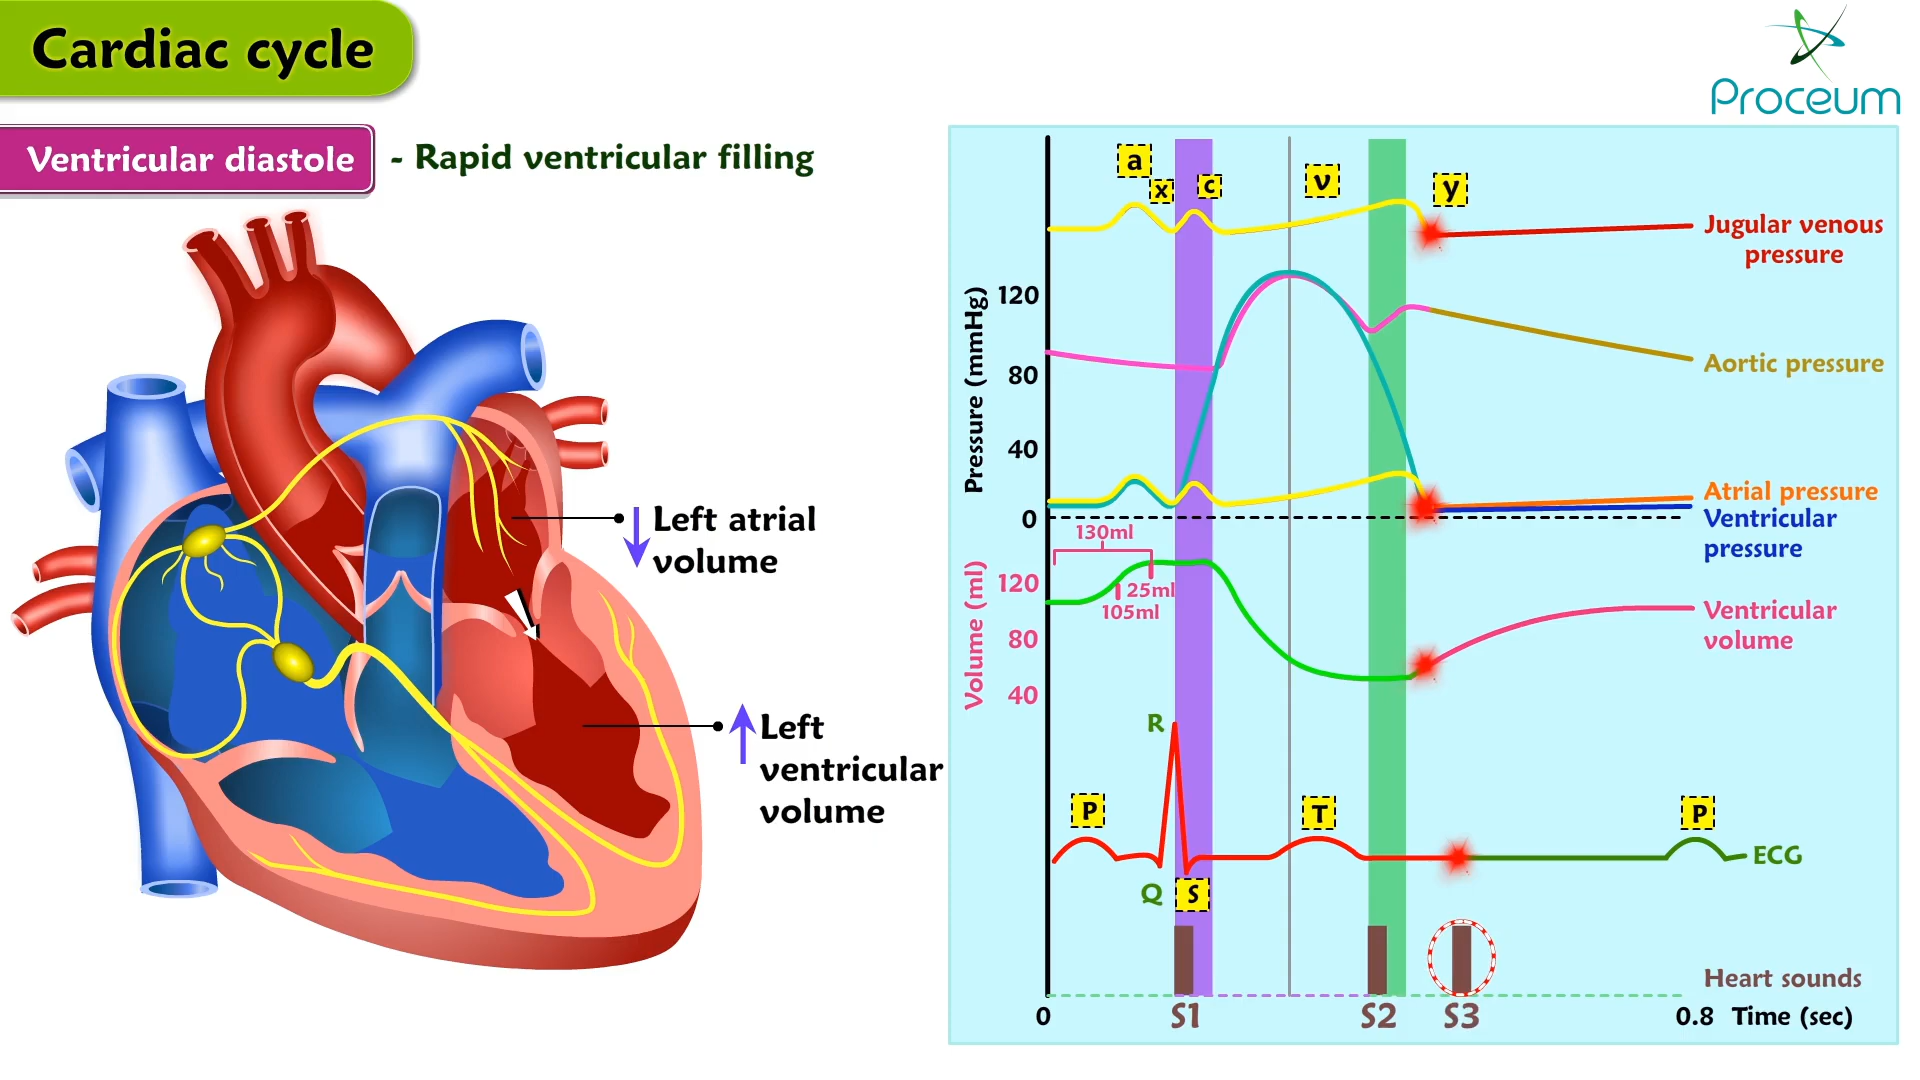 Cardiac cycle
Proceum
Ventricular diastole
- Rapid ventricular filling
Left atrial
volume
Left
ventricular
volume
a
x
c
v
y
Jugular venous
pressure
Pressure (mmHg)
120
80
40
0
Aortic pressure
Atrial pressure
Ventricular
pressure
130ml
25ml
105ml
Volume (ml)
120
80
40
Ventricular
volume
R
P
T
P
ECG
Q
S
Heart sounds
0
S1
S2
S3
0.8 Time (sec)